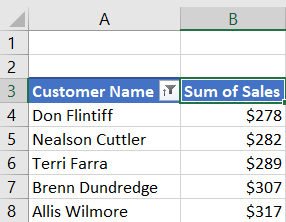 A B
1
2
3 Customer Name Sum of Sales
4 Don Flintiff $278
5 Nealson Cuttler $282
6 Terri Farra $289
7 Brenn Dundredge $307
8 Allis Wilmore $317